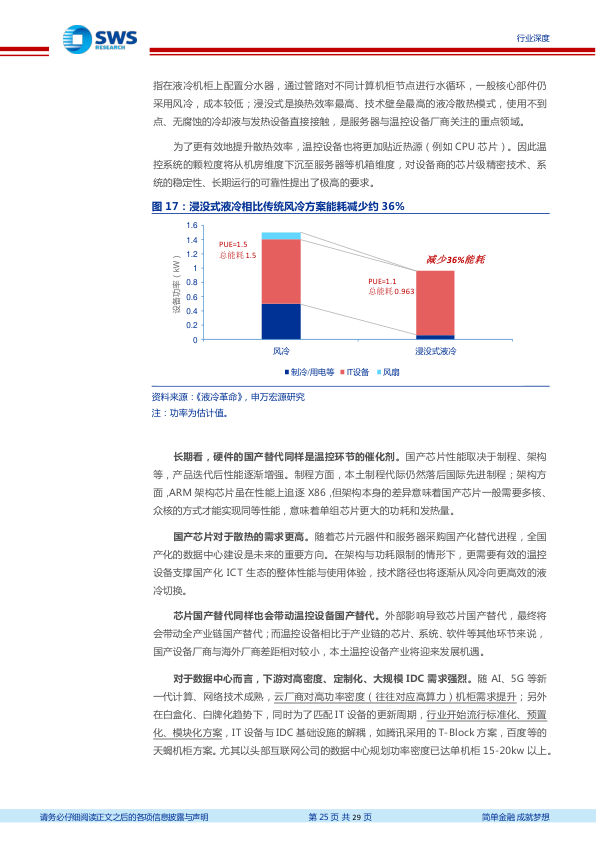 SWS
RESEARCH
行业深度
指在液冷机柜上配置分水器，通过管路对不同计算机柜节点进行水循环，一般核心部件仍
采用风冷，成本较低；浸没式是换热效率最高、技术壁垒最高的液冷散热模式，使用不到
点、无腐蚀的冷却液与发热设备直接接触，是服务器与温控设备厂商关注的重点领域。
为了更有效地提升散热效率，温控设备也将更加贴近热源（例如 CPU 芯片）。因此温
控系统的颗粒度将从机房维度下沉至服务器等机箱维度，对设备商的芯片级精密技术、系
统的稳定性、长期运行的可靠性提出了极高的要求。
图 17：浸没式液冷相比传统风冷方案能耗减少约 36%
设备功率（kW）
1.6
1.4
1.2
1
0.8
0.6
0.4
0.2
0
PUE=1.5
总能耗 1.5
PUE=1.1
总能耗 0.963
减少36%能耗
风冷
浸没式液冷
制冷/用电等 IT设备 风扇
资料来源：《液冷革命》，申万宏源研究
注：功率为估计值。
长期看，硬件的国产替代同样是温控环节的催化剂。国产芯片性能取决于制程、架构
等，产品迭代后性能逐渐增强。制程方面，本土制程代际仍然落后国际先进制程；架构方
面，ARM 架构芯片虽在性能上追逐 X86，但架构本身的差异意味着国产芯片一般需要多核、
众核的方式才能实现同等性能，意味着单组芯片更大的功耗和发热量。
国产芯片对于散热的需求更高。随着芯片元器件和服务器采购国产化替代进程，全国
产化的数据中心建设是未来的重要方向。在架构与功耗限制的情形下，更需要有效的温控
设备支撑国产化 ICT 生态的整体性能与使用体验，技术路径也将逐渐从风冷向更高效的液
冷切换。
芯片国产替代同样也会带动温控设备国产替代。外部影响导致芯片国产替代，最终将
会带动全产业链国产替代；而温控设备相比于产业链的芯片、系统、软件等其他环节来说，
国产设备厂商与海外厂商差距相对较小，本土温控设备产业将迎来发展机遇。
对于数据中心而言，下游对高密度、定制化、大规模 IDC 需求强烈。随 AI、5G 等新
一代计算、网络技术成熟，云厂商对高功率密度（往往对应高算力）机柜需求提升；另外
在白盒化、白牌化趋势下，同时为了匹配 IT 设备的更新周期，行业开始流行标准化、预置
化、模块化方案，IT 设备与 IDC 基础设施的解耦，如腾讯采用的 T-Block 方案，百度等的
天蝎机柜方案。尤其以头部互联网公司的数据中心规划功率密度已达单机柜 15-20kw 以上。
请务必仔细阅读正文之后的各项信息披露与声明
第 25 页 共 29 页
简单金融 成就梦想